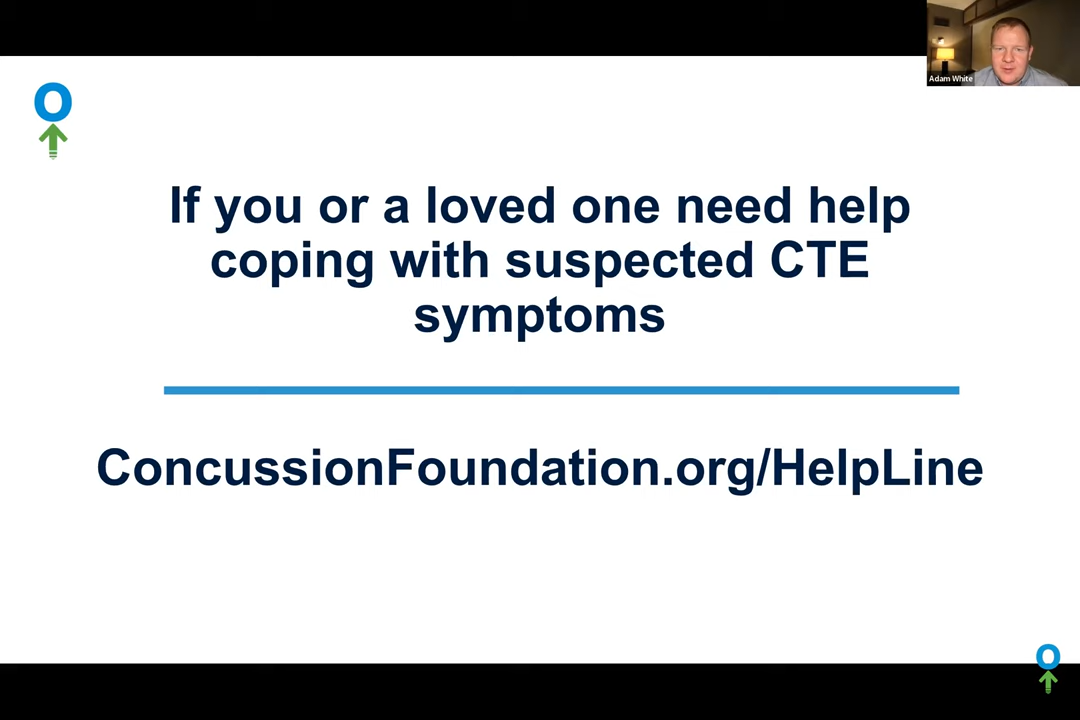 Adam White
If you or a loved one need help
coping with suspected CTE
symptoms
ConcussionFoundation.org/HelpLine